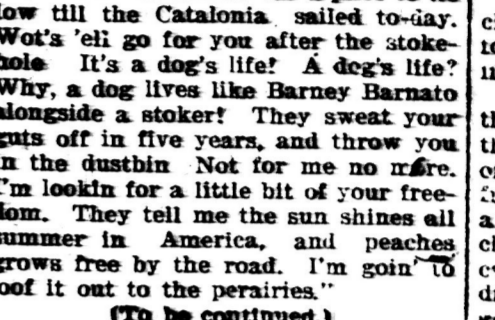 low till the Catalonia sailed to-day.
Wot's 'ell go for you after the stoke-
hole It's a dog's life! A dog's life?
Why, a dog lives like Barney Barnato
alongside a stoker! They sweat your
guts off in five years, and throw you
in the dustbin Not for me no more.
I'm lookin for a little bit of your free-
dom. They tell me the sun shines all
summer in America, and peaches
grows free by the road. I'm goin' to
oof it out to the perairies."
(To be continued.)